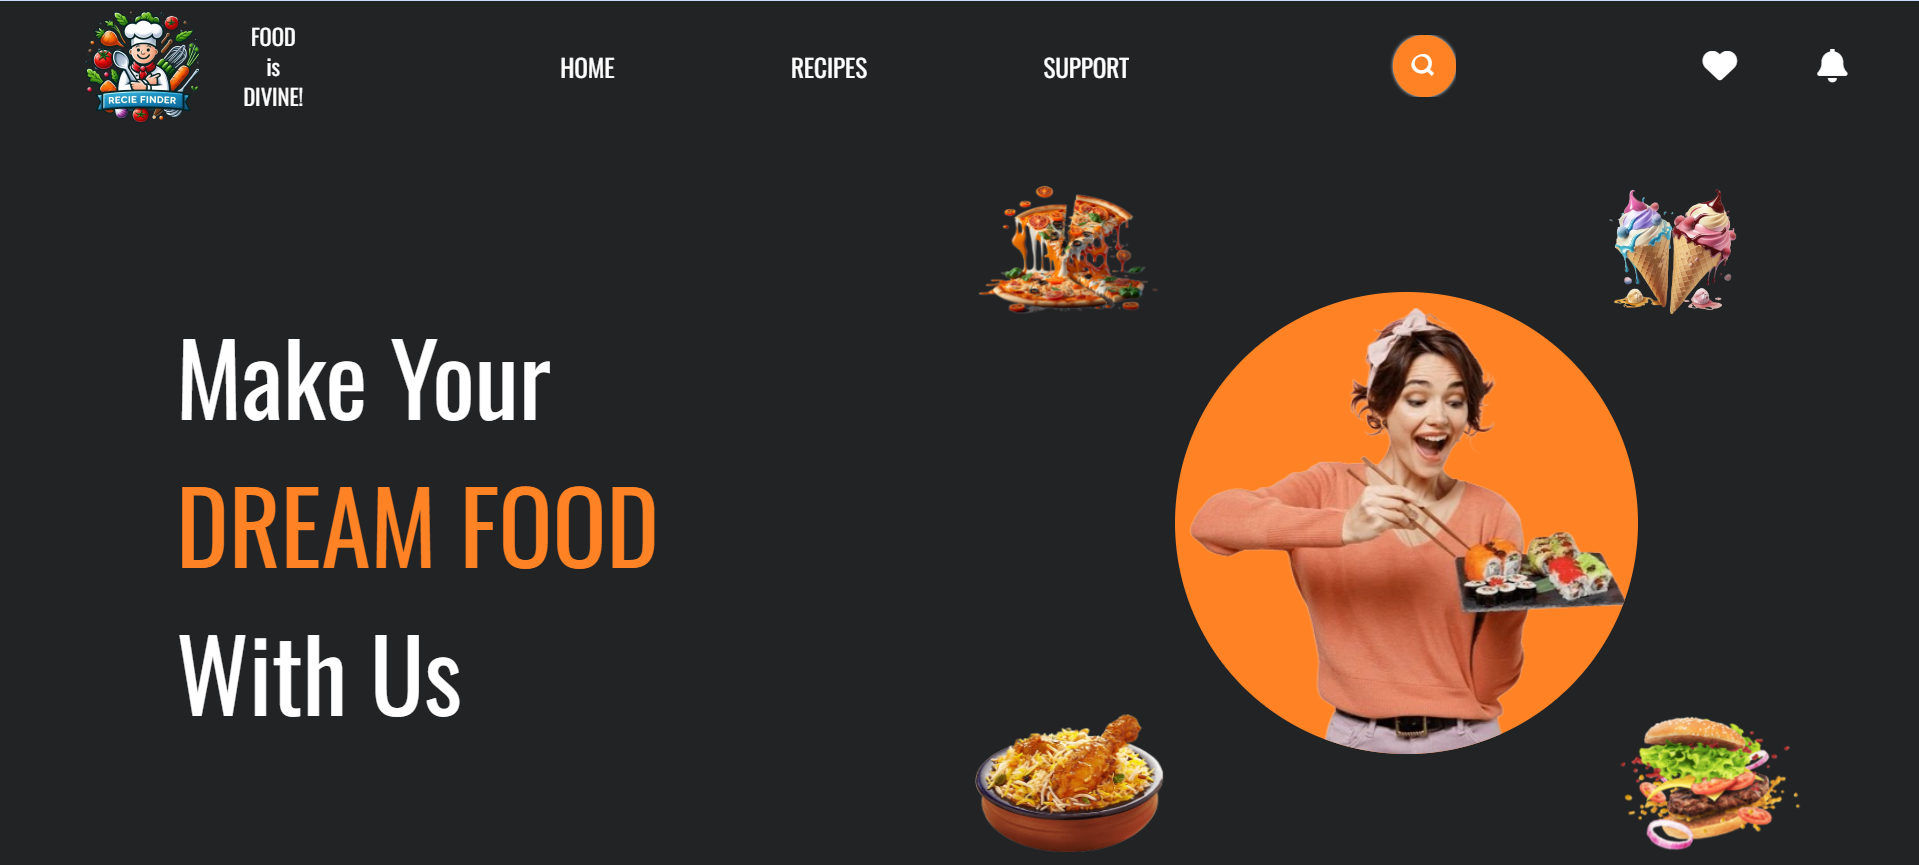 RECIE FINDER
FOOD
is
DIVINE!
HOME
RECIPES
SUPPORT
Make Your
DREAM FOOD
With Us